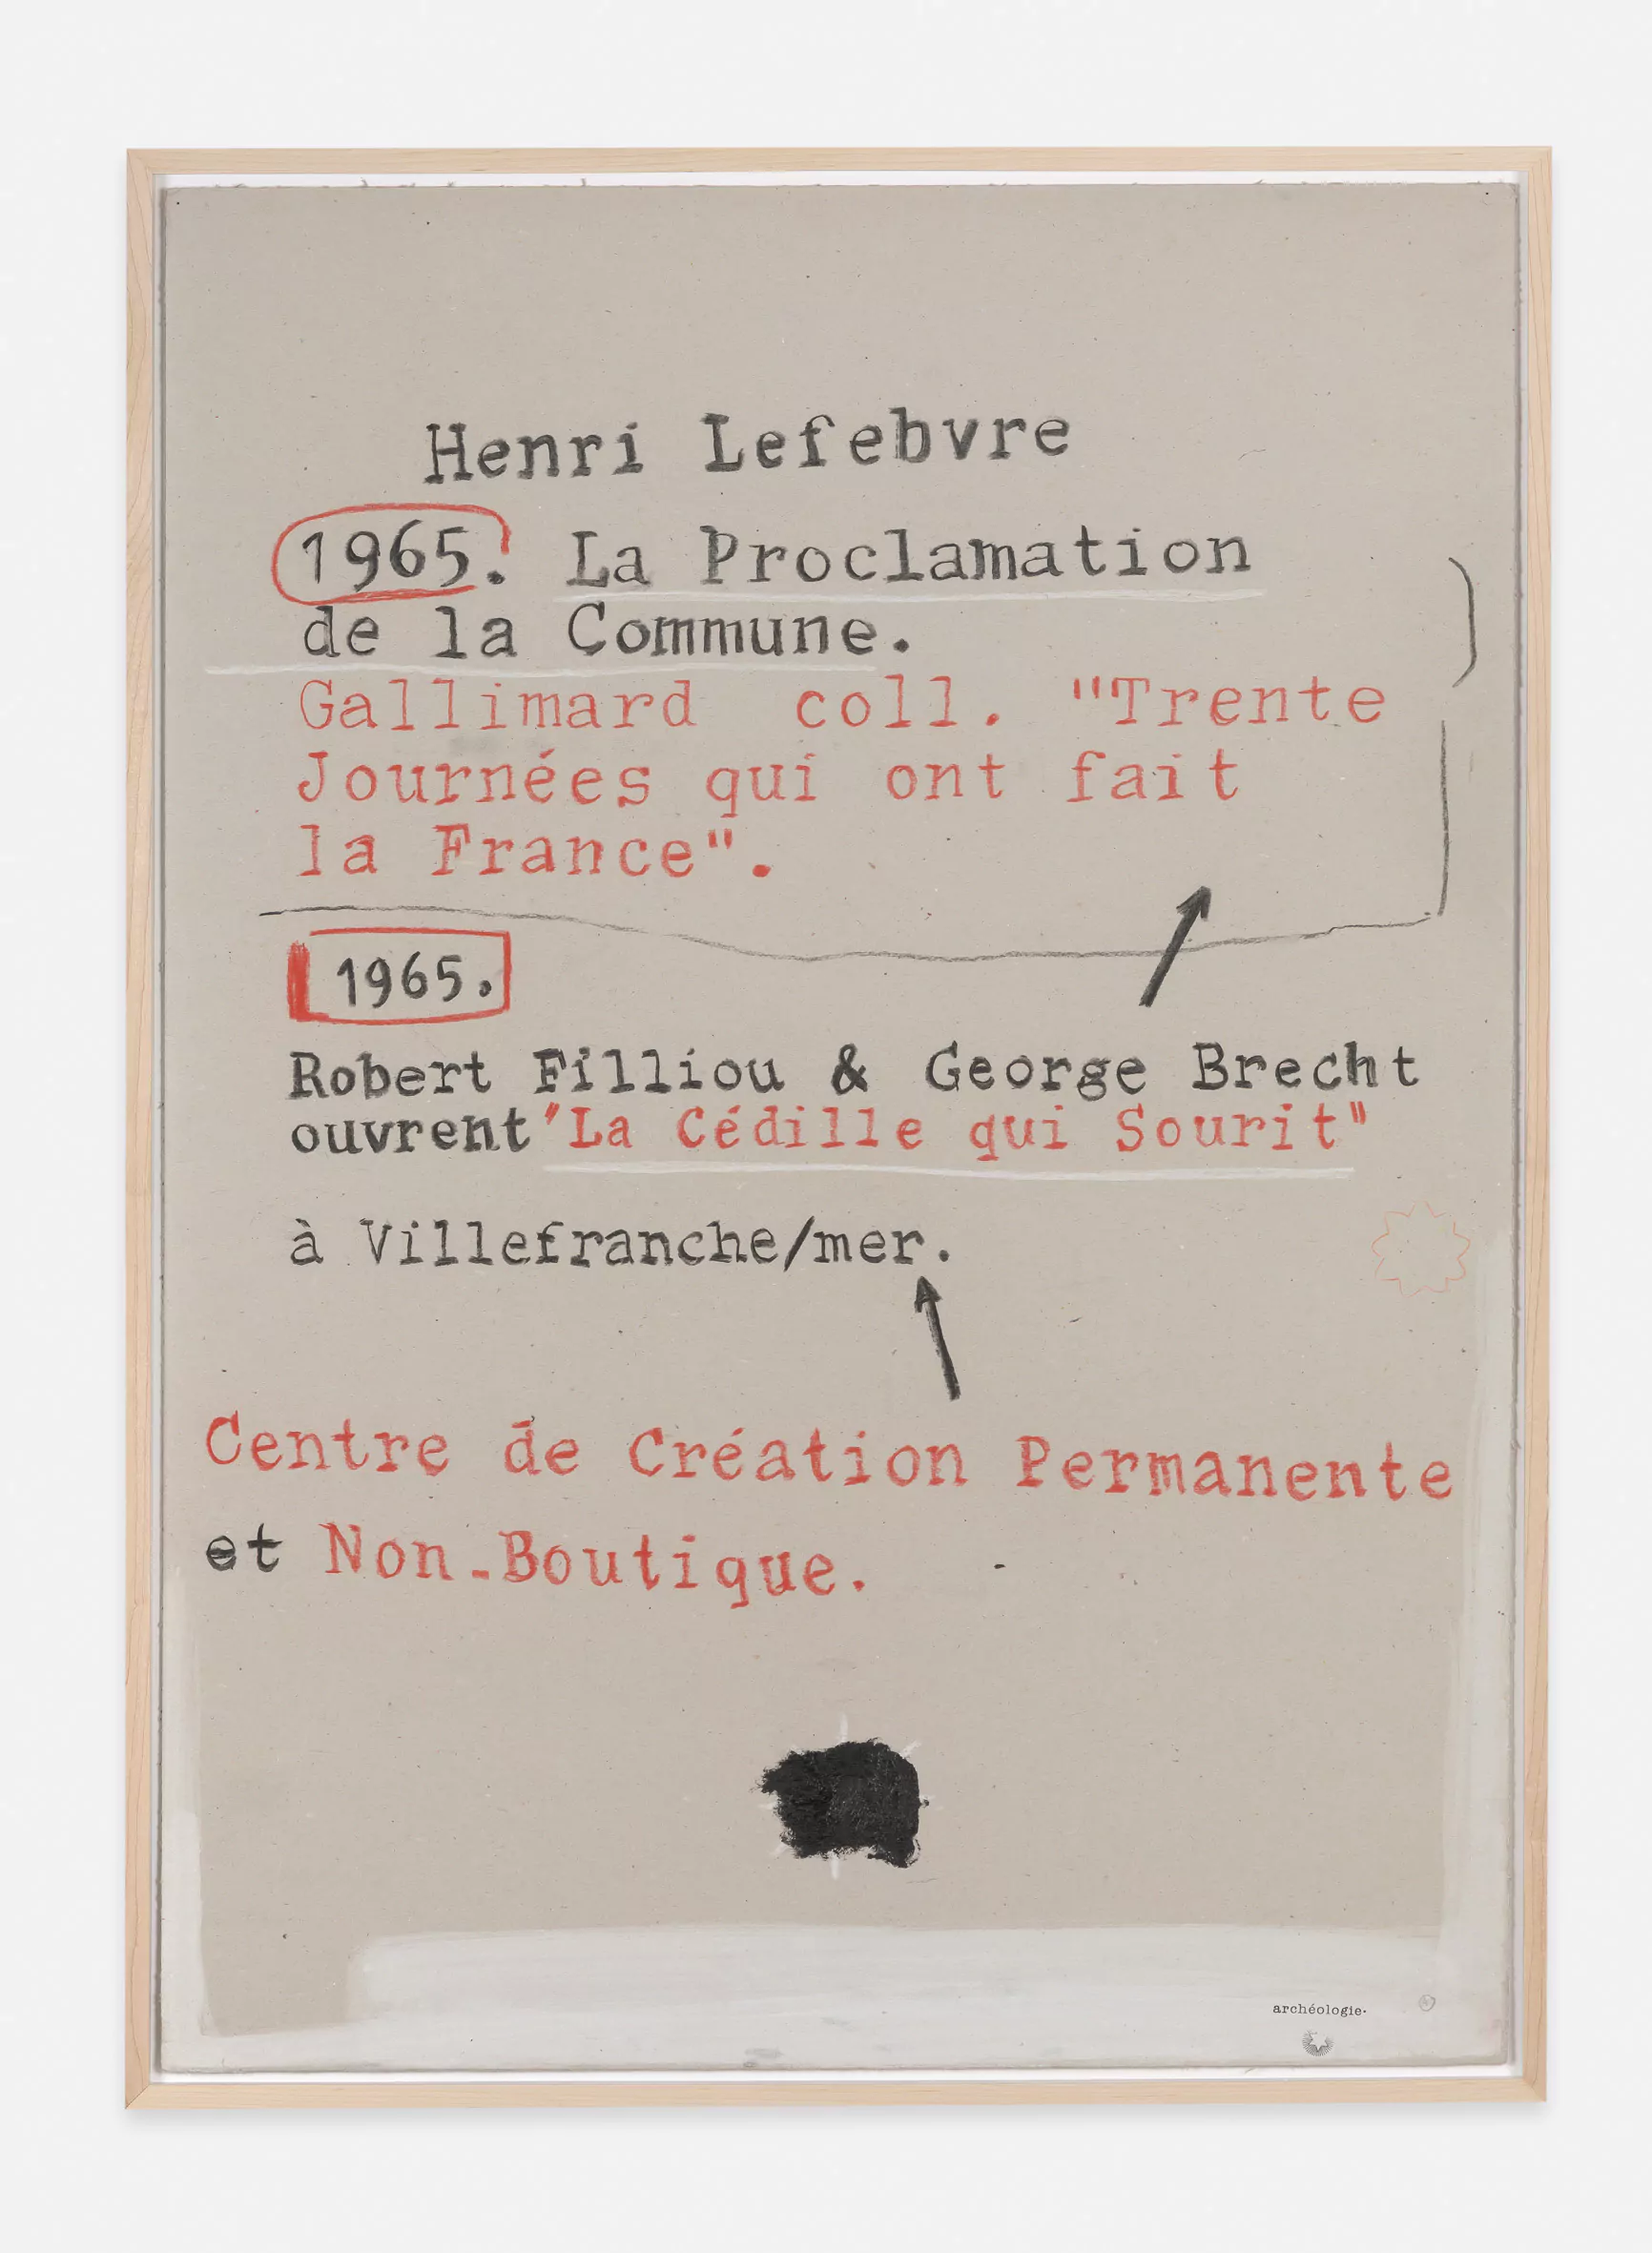 Henri Lefebvre
1965. La Proclamation
de la Commune.
Gallimard coll. "Trente
Journées qui ont fait
la France".
1965.
Robert Filliou & George Brecht
ouvrent "La Cédille qui Sourit"
à Villefranche/mer.
Centre de Création Permanente
et Non-Boutique.
archéologie.